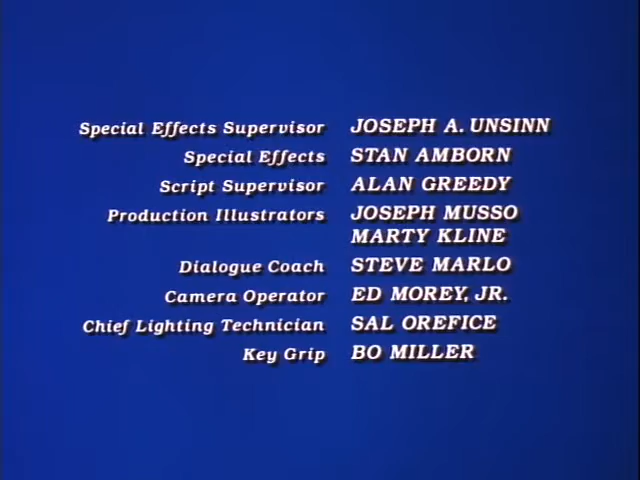 Special Effects Supervisor JOSEPH A. UNSINN
Special Effects STAN AMBORN
Script Supervisor ALAN GREEDY
Production Illustrators JOSEPH MUSSO
MARTY KLINE
Dialogue Coach STEVE MARLO
Camera Operator ED MOREY, JR.
Chief Lighting Technician SAL OREFICE
Key Grip BO MILLER